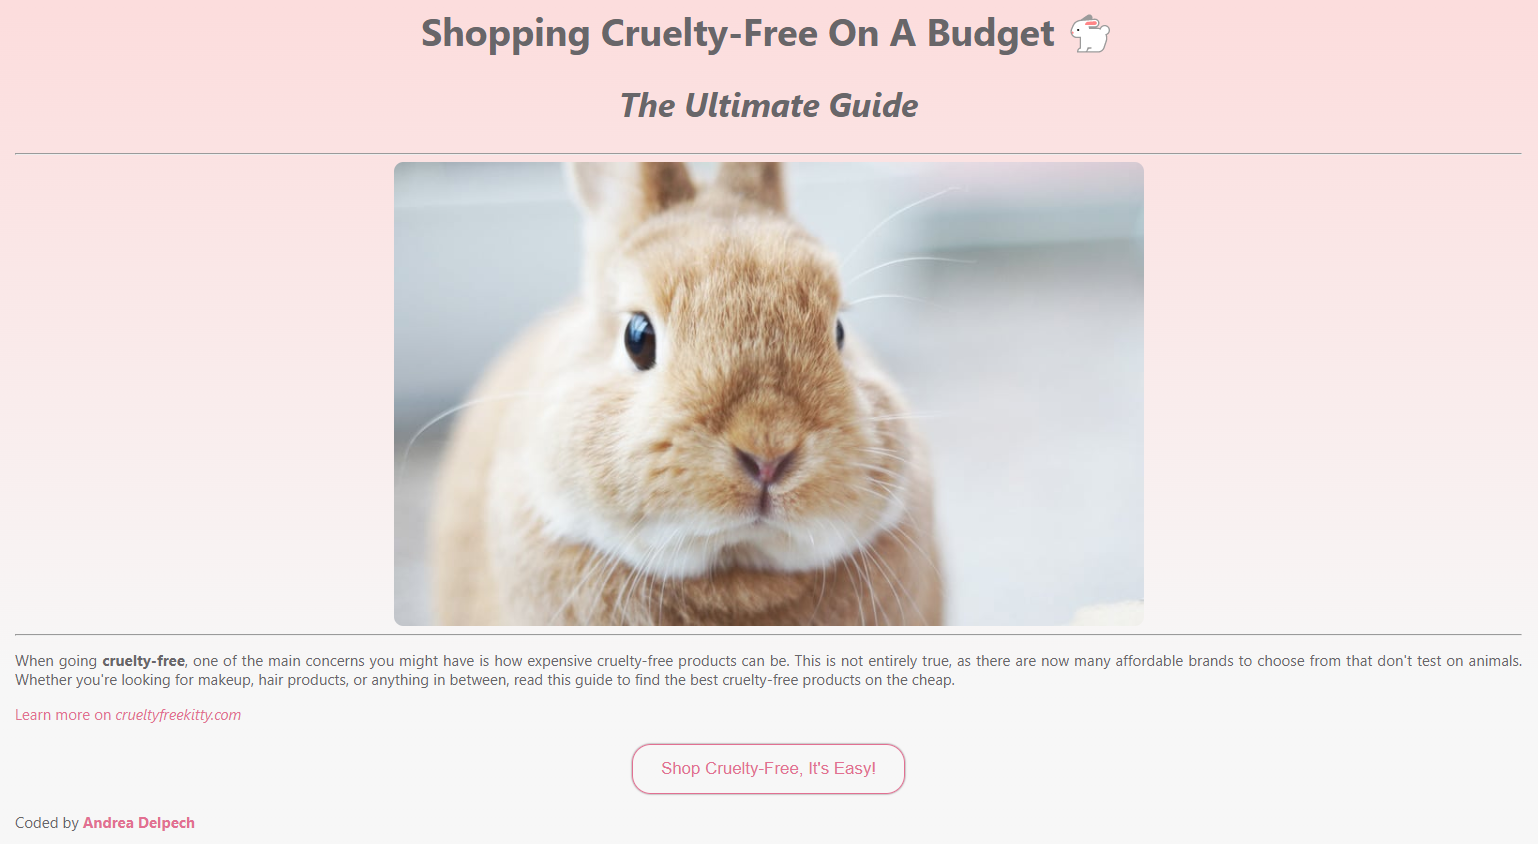 Shopping Cruelty-Free On A Budget 🐇
The Ultimate Guide
When going cruelty-free, one of the main concerns you might have is how expensive cruelty-free products can be. This is not entirely true, as there are now many affordable brands to choose from that don't test on animals.
Whether you're looking for makeup, hair products, or anything in between, read this guide to find the best cruelty-free products on the cheap.
Learn more on crueltyfreekitty.com
Shop Cruelty-Free, It's Easy!
Coded by Andrea Delpech